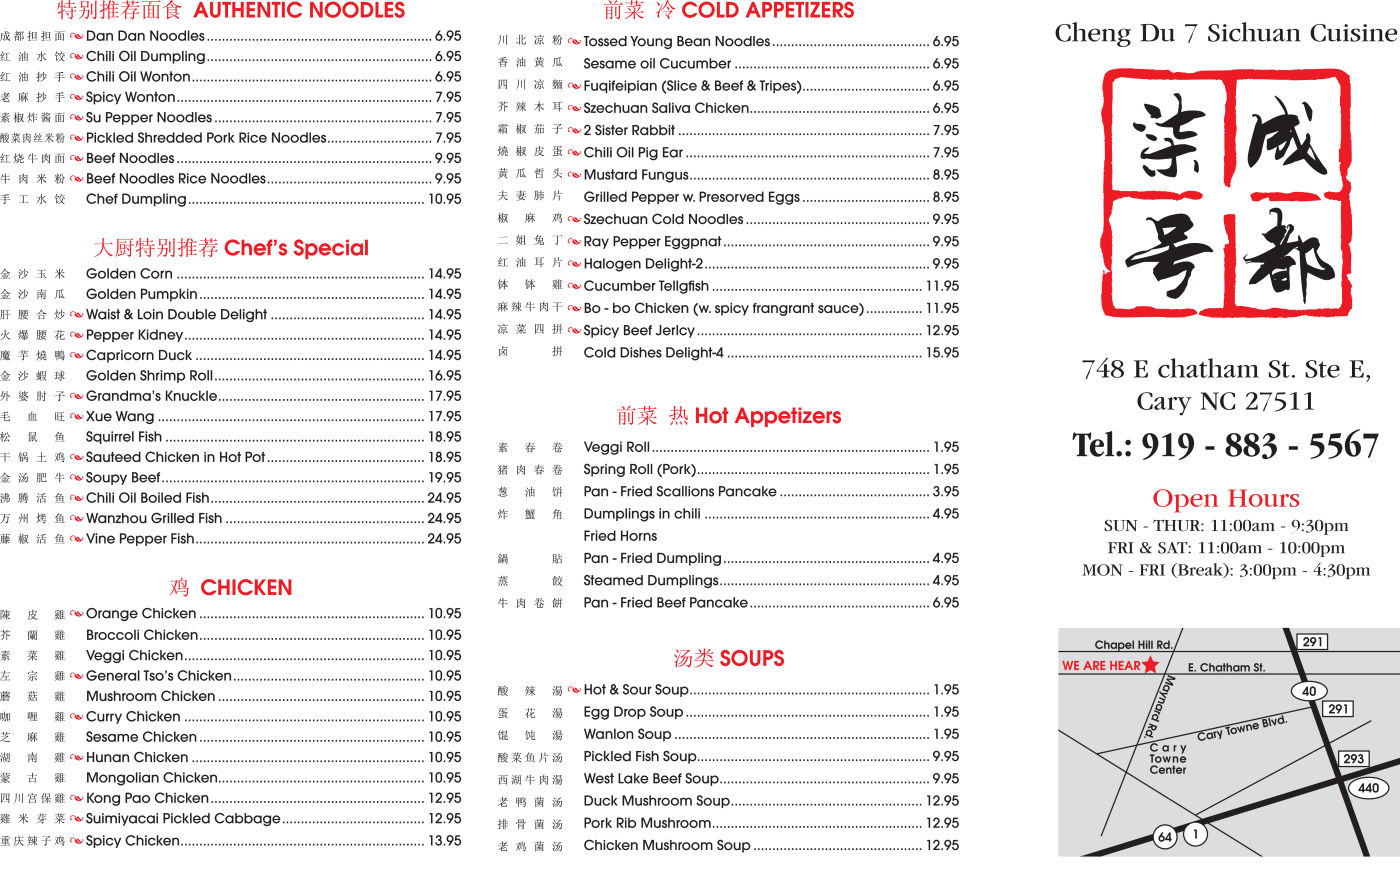 特别推荐面食 AUTHENTIC NOODLES
成都担担面 Dan Dan Noodles 6.95
红油水饺 Chili Oil Dumpling 6.95
红油抄手 Chili Oil Wonton 6.95
老麻抄手 Spicy Wonton 7.95
素椒炸酱面 Su Pepper Noodles 7.95
酸菜肉丝米粉 Pickled Shredded Pork Rice Noodles 7.95
红烧牛肉面 Beef Noodles 9.95
牛肉米粉 Beef Noodles Rice Noodles 9.95
手工水饺 Chef Dumpling 10.95
大厨特别推荐 Chef's Special
金沙玉米 Golden Corn 14.95
金沙南瓜 Golden Pumpkin 14.95
肝腰合炒 Waist & Loin Double Delight 14.95
火爆腰花 Pepper Kidney 14.95
魔芋燒鴨 Capricorn Duck 14.95
金沙蝦球 Golden Shrimp Roll 16.95
外婆肘子 Grandma's Knuckle 17.95
毛血旺 Xue Wang 17.95
松鼠鱼 Squirrel Fish 18.95
干锅土鸡 Sauteed Chicken in Hot Pot 18.95
金汤肥牛 Soupy Beef 19.95
沸腾活鱼 Chili Oil Boiled Fish 24.95
万州烤鱼 Wanzhou Grilled Fish 24.95
藤椒活鱼 Vine Pepper Fish 24.95
鸡 CHICKEN
陳皮雞 Orange Chicken 10.95
芥蘭雞 Broccoli Chicken 10.95
素菜雞 Veggi Chicken 10.95
左宗雞 General Tso's Chicken 10.95
蘑菇雞 Mushroom Chicken 10.95
咖喱雞 Curry Chicken 10.95
芝麻雞 Sesame Chicken 10.95
湖南雞 Hunan Chicken 10.95
蒙古雞 Mongolian Chicken 10.95
四川宫保雞 Kong Pao Chicken 12.95
雞米芽菜 Suimiyacai Pickled Cabbage 12.95
重庆辣子鸡 Spicy Chicken 13.95
前菜 冷 COLD APPETIZERS
川北凉粉 Tossed Young Bean Noodles 6.95
香油黄瓜 Sesame oil Cucumber 6.95
四川凉麵 Fuqifeipian (Slice & Beef & Tripes) 6.95
芥辣木耳 Szechuan Saliva Chicken 6.95
霜椒茄子 2 Sister Rabbit 7.95
燒椒皮蛋 Chili Oil Pig Ear 7.95
黄瓜哲头 Mustard Fungus 8.95
夫妻肺片 Grilled Pepper w. Presorved Eggs 8.95
椒麻鸡 Szechuan Cold Noodles 9.95
二姐兔丁 Ray Pepper Eggpnat 9.95
红油耳片 Halogen Delight-2 9.95
钵钵雞 Cucumber Tellgfish 11.95
麻辣牛肉干 Bo - bo Chicken (w. spicy frangrant sauce) 11.95
凉菜四拼 Spicy Beef Jerlcy 12.95
卤拼 Cold Dishes Delight-4 15.95
前菜 热 Hot Appetizers
素春卷 Veggi Roll 1.95
猪肉春卷 Spring Roll (Pork) 1.95
葱油饼 Pan - Fried Scallions Pancake 3.95
炸蟹角 Dumplings in chili 4.95
Fried Horns
鍋貼 Pan - Fried Dumpling 4.95
蒸餃 Steamed Dumplings 4.95
牛肉卷餅 Pan - Fried Beef Pancake 6.95
汤类 SOUPS
酸辣湯 Hot & Sour Soup 1.95
蛋花湯 Egg Drop Soup 1.95
馄饨湯 Wanlon Soup 1.95
酸菜鱼片汤 Pickled Fish Soup 9.95
西湖牛肉湯 West Lake Beef Soup 9.95
老鸭菌汤 Duck Mushroom Soup 12.95
排骨菌汤 Pork Rib Mushroom 12.95
老鸡菌汤 Chicken Mushroom Soup 12.95
Cheng Du 7 Sichuan Cuisine
成都
柒号
748 E chatham St. Ste E,
Cary NC 27511
Tel.: 919 - 883 - 5567
Open Hours
SUN - THUR: 11:00am - 9:30pm
FRI & SAT: 11:00am - 10:00pm
MON - FRI (Break): 3:00pm - 4:30pm
Chapel Hill Rd.
291
WE ARE HEAR
E. Chatham St.
Maynard Rd.
40
291
Cary Towne Blvd.
Cary
Towne
Center
293
440
64
1